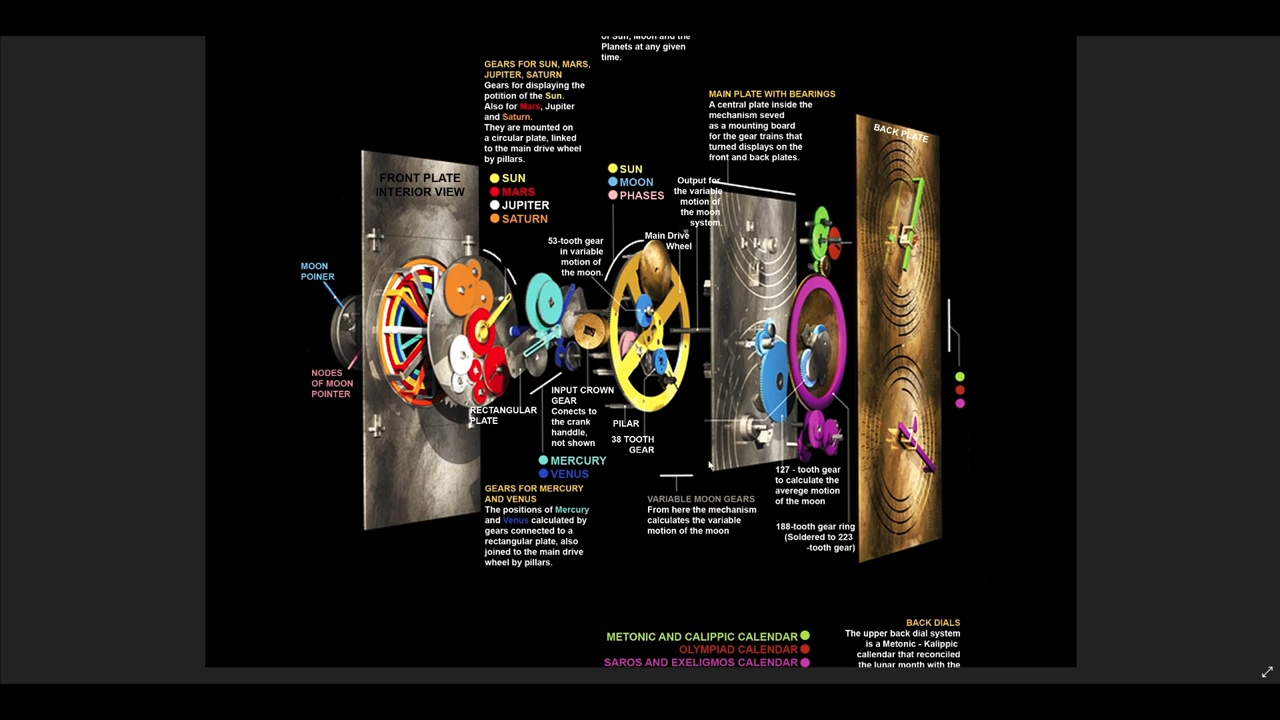 of Sun, Moon and the
Planets at any given
time.
GEARS FOR SUN, MARS,
JUPITER, SATURN
Gears for displaying the
potition of the Sun.
Also for Mars, Jupiter
and Saturn.
They are mounted on
a circular plate, linked
to the main drive wheel
by pillars.
MAIN PLATE WITH BEARINGS
A central plate inside the
mechanism seved
as a mounting board
for the gear trains that
turned displays on the
front and back plates.
BACK PLATE
FRONT PLATE
INTERIOR VIEW
SUN
MARS
JUPITER
SATURN
SUN
MOON
PHASES
Output for
the variable
motion of
the moon
system.
Main Drive
Wheel
53-tooth gear
in variable
motion of
the moon.
MOON
POINER
NODES
OF MOON
POINTER
RECTANGULAR
PLATE
INPUT CROWN
GEAR
Conects to
the crank
handdle,
not shown
PILAR
38 TOOTH
GEAR
MERCURY
VENUS
GEARS FOR MERCURY
AND VENUS
The positions of Mercury
and Venus calculated by
gears connected to a
rectangular plate, also
joined to the main drive
wheel by pillars.
VARIABLE MOON GEARS
From here the mechanism
calculates the variable
motion of the moon
127 - tooth gear
to calculate the
averege motion
of the moon
188-tooth gear ring
(Soldered to 223
-tooth gear)
METONIC AND CALIPPIC CALENDAR
OLYMPIAD CALENDAR
SAROS AND EXELIGMOS CALENDAR
BACK DIALS
The upper back dial system
is a Metonic - Kalippic
callendar that reconciled
the lunar month with the